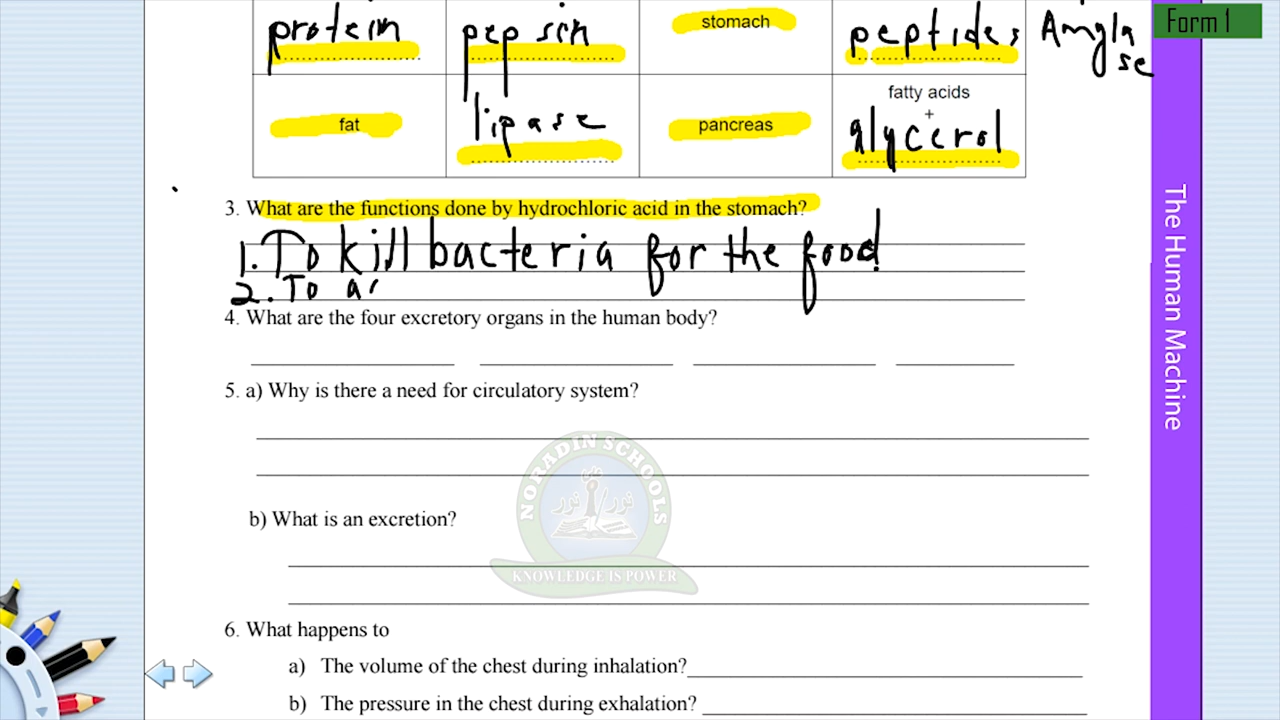 Form 1
protein pepsin stomach peptides Amyla
se
fatty acids
+
fat lipase pancreas glycerol
3. What are the functions done by hydrochloric acid in the stomach?
1. To kill bacteria for the food
2. To
4. What are the four excretory organs in the human body?
5. a) Why is there a need for circulatory system?
b) What is an excretion?
6. What happens to
a) The volume of the chest during inhalation?
b) The pressure in the chest during exhalation?
The Human Machine
NORADIN SCHOOLS
KNOWLEDGE IS POWER